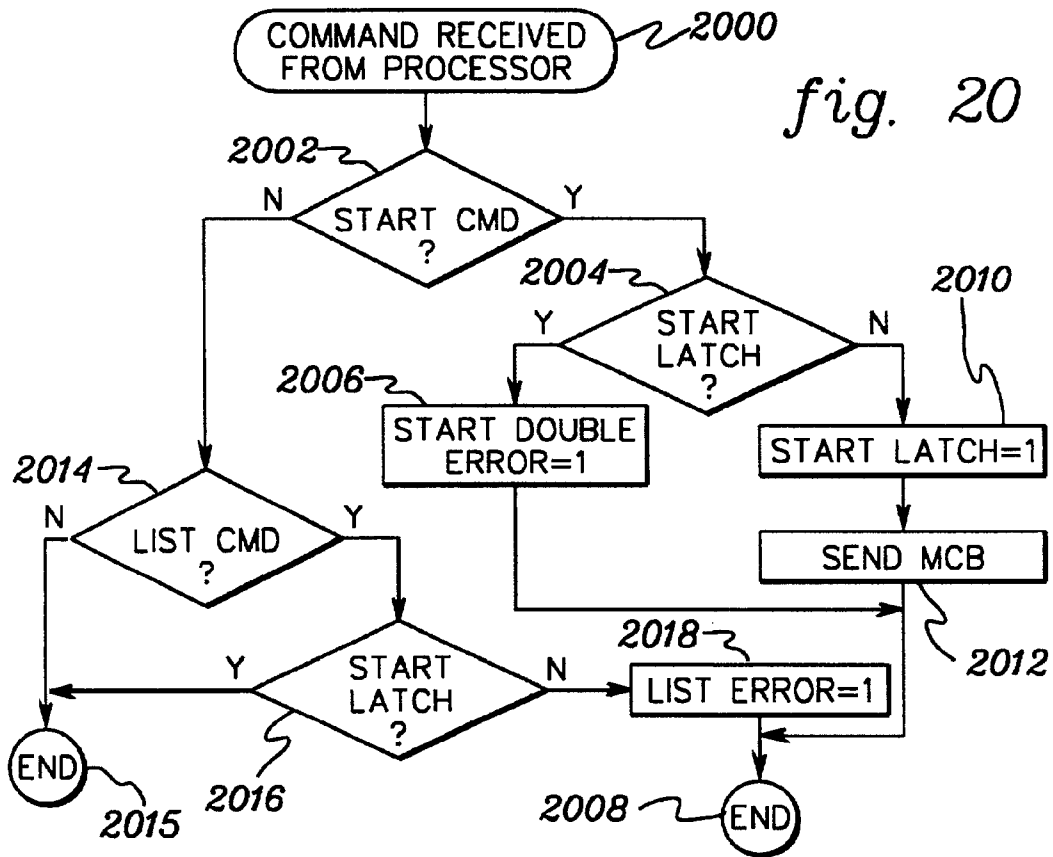 COMMAND RECEIVED
FROM PROCESSOR
2000
fig. 20
2002
N
Y
START CMD
?
2004
2010
Y
START
LATCH
?
N
2006
START DOUBLE
ERROR=1
START LATCH=1
2014
N
Y
LIST CMD
?
SEND MCB
2012
2018
Y
START
LATCH
?
N
LIST ERROR=1
END
2015
2016
2008
END